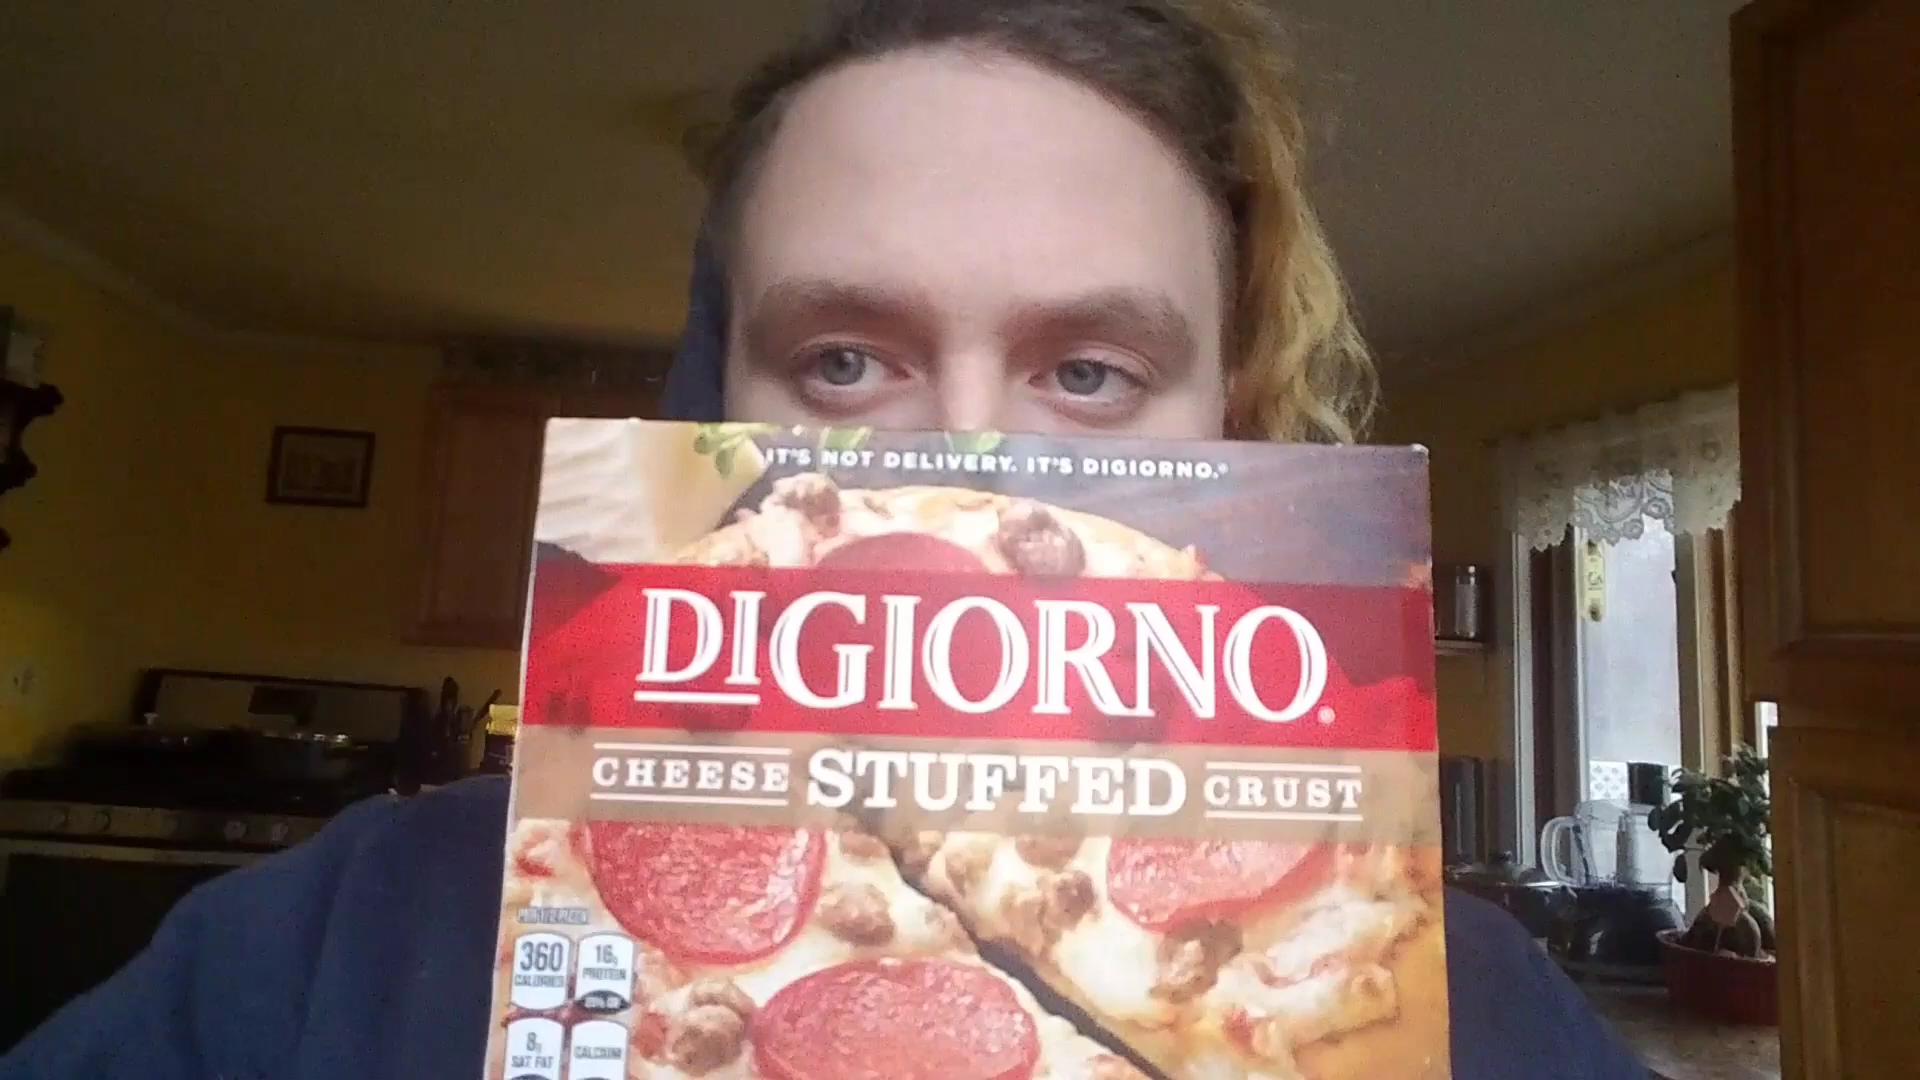 IT'S NOT DELIVERY. IT'S DIGIORNO.®
DIGIORNO®
CHEESE STUFFED CRUST
360
CALORIES
16g
PROTEIN
8g
SAT FAT
CALCIUM